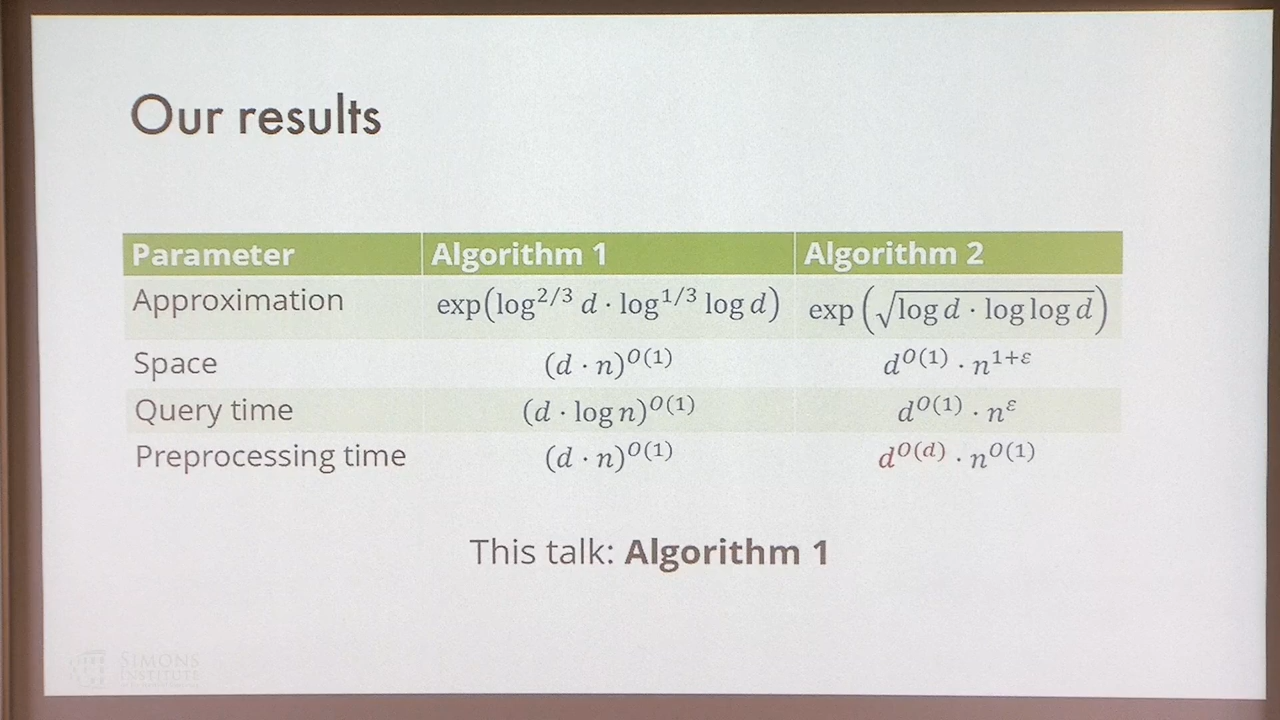 Our results
Parameter Algorithm 1 Algorithm 2
Approximation exp(log^{2/3} d · log^{1/3} log d) exp(√(log d · log log d))
Space (d · n)^{O(1)} d^{O(1)} · n^{1+ε}
Query time (d · log n)^{O(1)} d^{O(1)} · n^ε
Preprocessing time (d · n)^{O(1)} d^{O(d)} · n^{O(1)}
This talk: Algorithm 1
SIMONS
INSTITUTE